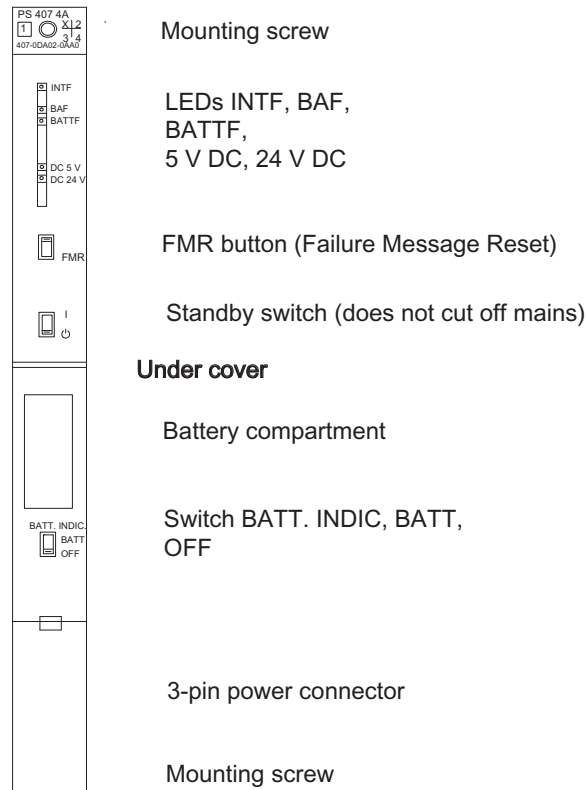 PS 407 4A
1 X 2
3 4
407-0DA02-0AA0
Mounting screw
INTF
BAF
BATTF
DC 5 V
DC 24 V
LEDs INTF, BAF,
BATTF,
5 V DC, 24 V DC
FMR
FMR button (Failure Message Reset)
I
Standby switch (does not cut off mains)
Under cover
Battery compartment
BATT. INDIC.
BATT
OFF
Switch BATT. INDIC, BATT,
OFF
3-pin power connector
Mounting screw